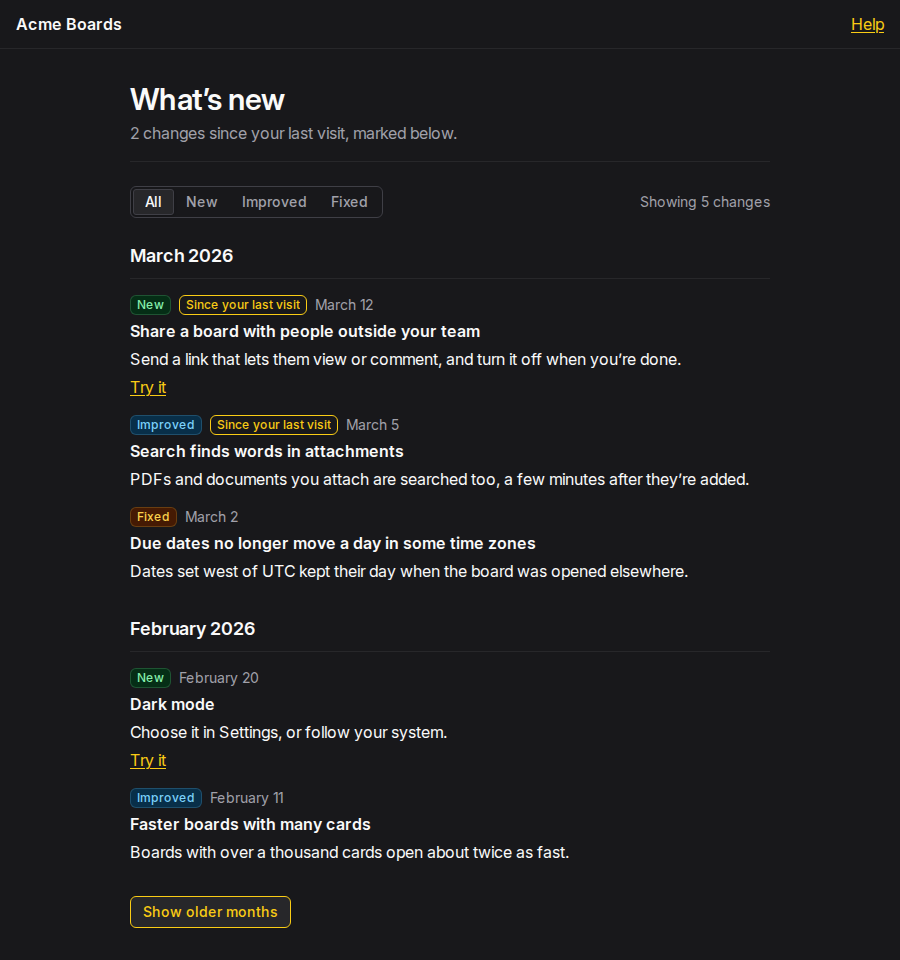 Acme Boards Help
What’s new
2 changes since your last visit, marked below.
All New Improved Fixed Showing 5 changes
March 2026
New Since your last visit March 12
Share a board with people outside your team
Send a link that lets them view or comment, and turn it off when you’re done.
Try it
Improved Since your last visit March 5
Search finds words in attachments
PDFs and documents you attach are searched too, a few minutes after they’re added.
Fixed March 2
Due dates no longer move a day in some time zones
Dates set west of UTC kept their day when the board was opened elsewhere.
February 2026
New February 20
Dark mode
Choose it in Settings, or follow your system.
Try it
Improved February 11
Faster boards with many cards
Boards with over a thousand cards open about twice as fast.
Show older months